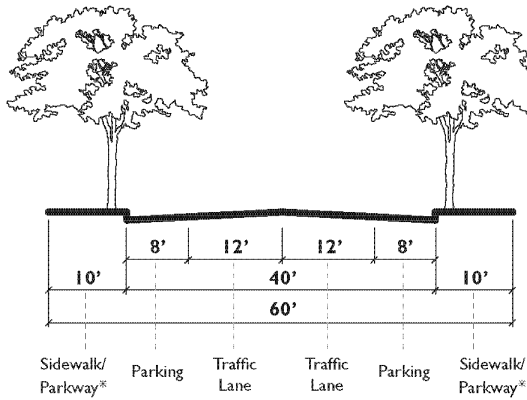 8' 12' 12' 8'
10' 40' 10'
60'
Sidewalk/ Parkway*
Parking
Traffic Lane
Traffic Lane
Parking
Sidewalk/ Parkway*